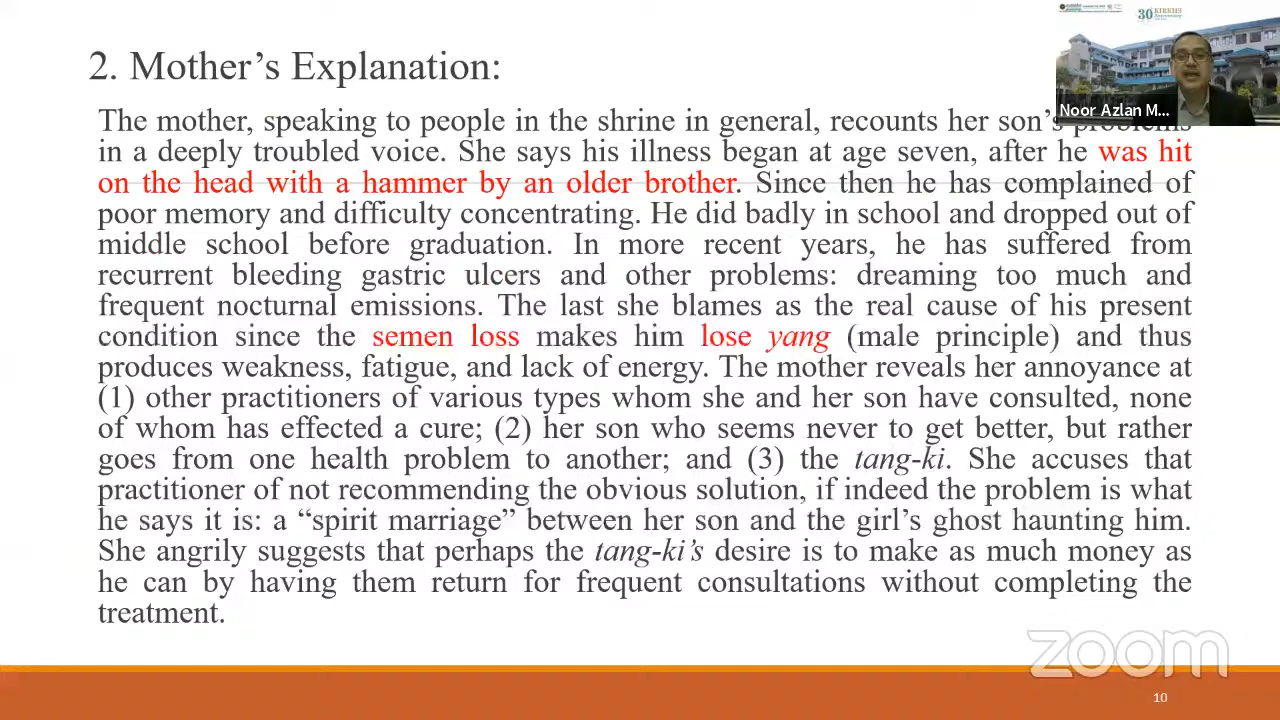 30 KIRKHS
Anniversary
Noor Azlan M...
2. Mother's Explanation:
The mother, speaking to people in the shrine in general, recounts her son's problems
in a deeply troubled voice. She says his illness began at age seven, after he was hit
on the head with a hammer by an older brother. Since then he has complained of
poor memory and difficulty concentrating. He did badly in school and dropped out of
middle school before graduation. In more recent years, he has suffered from
recurrent bleeding gastric ulcers and other problems: dreaming too much and
frequent nocturnal emissions. The last she blames as the real cause of his present
condition since the semen loss makes him lose yang (male principle) and thus
produces weakness, fatigue, and lack of energy. The mother reveals her annoyance at
(1) other practitioners of various types whom she and her son have consulted, none
of whom has effected a cure; (2) her son who seems never to get better, but rather
goes from one health problem to another; and (3) the tang-ki. She accuses that
practitioner of not recommending the obvious solution, if indeed the problem is what
he says it is: a “spirit marriage” between her son and the girl's ghost haunting him.
She angrily suggests that perhaps the tang-ki's desire is to make as much money as
he can by having them return for frequent consultations without completing the
treatment.
zoom
10